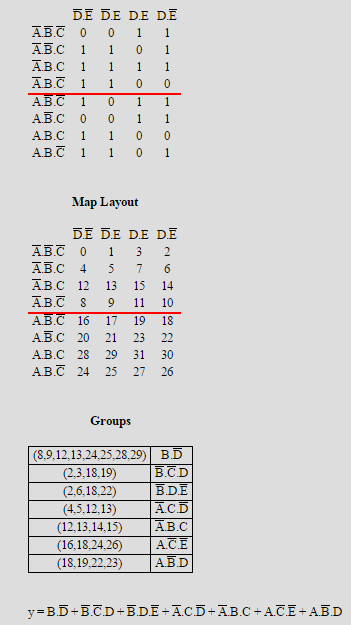 D̅.E̅ D̅.E D.E D.E̅
A̅.B̅.C̅ 0 0 1 1
A̅.B̅.C 1 1 0 1
A̅.B.C 1 1 1 1
A̅.B.C̅ 1 1 0 0
A.B̅.C̅ 1 0 1 1
A.B̅.C 0 0 1 1
A.B.C 1 1 0 0
A.B.C̅ 1 1 0 1
Map Layout
D̅.E̅ D̅.E D.E D.E̅
A̅.B̅.C̅ 0 1 3 2
A̅.B̅.C 4 5 7 6
A̅.B.C 12 13 15 14
A̅.B.C̅ 8 9 11 10
A.B̅.C̅ 16 17 19 18
A.B̅.C 20 21 23 22
A.B.C 28 29 31 30
A.B.C̅ 24 25 27 26
Groups
(8,9,12,13,24,25,28,29) B.D̅
(2,3,18,19) B̅.C̅.D
(2,6,18,22) B̅.D.E̅
(4,5,12,13) A̅.C.D̅
(12,13,14,15) A̅.B.C
(16,18,24,26) A.C̅.E̅
(18,19,22,23) A.B̅.D
y=B.D̅+B̅.C̅.D+B̅.D.E̅+A̅.C.D̅+A̅.B.C+A.C̅.E̅+A.B̅.D